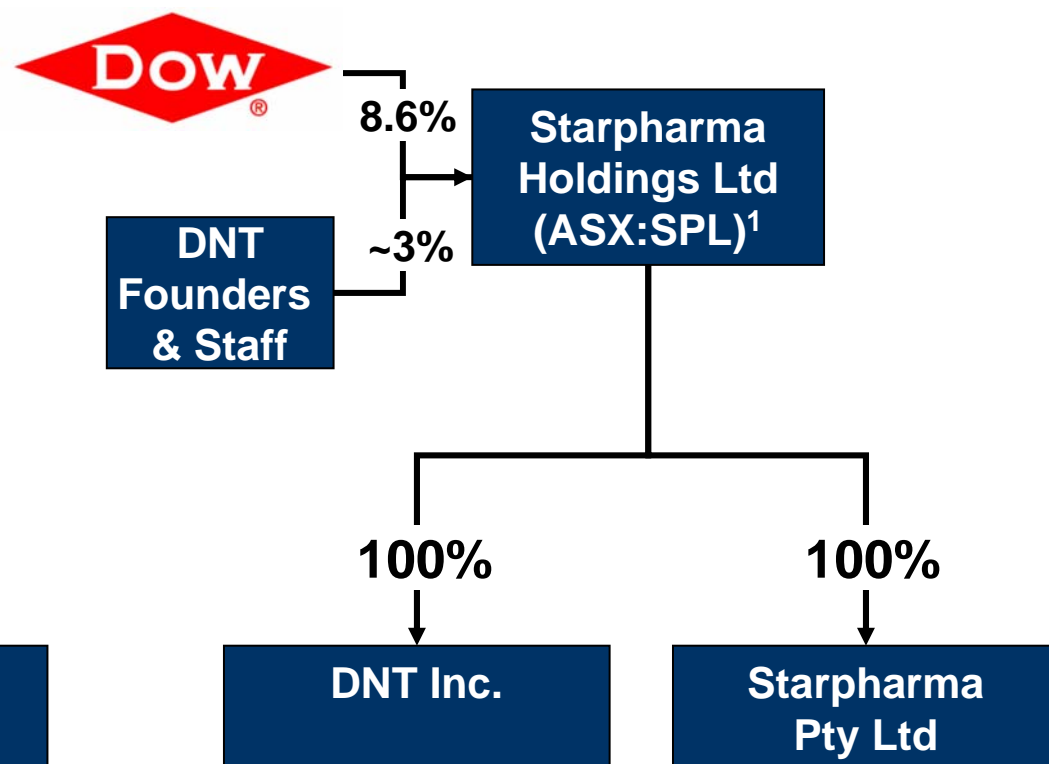 Dow
®
8.6%
Starpharma
Holdings Ltd
(ASX:SPL)1
DNT
Founders
& Staff
~3%
100%
100%
DNT Inc.
Starpharma
Pty Ltd